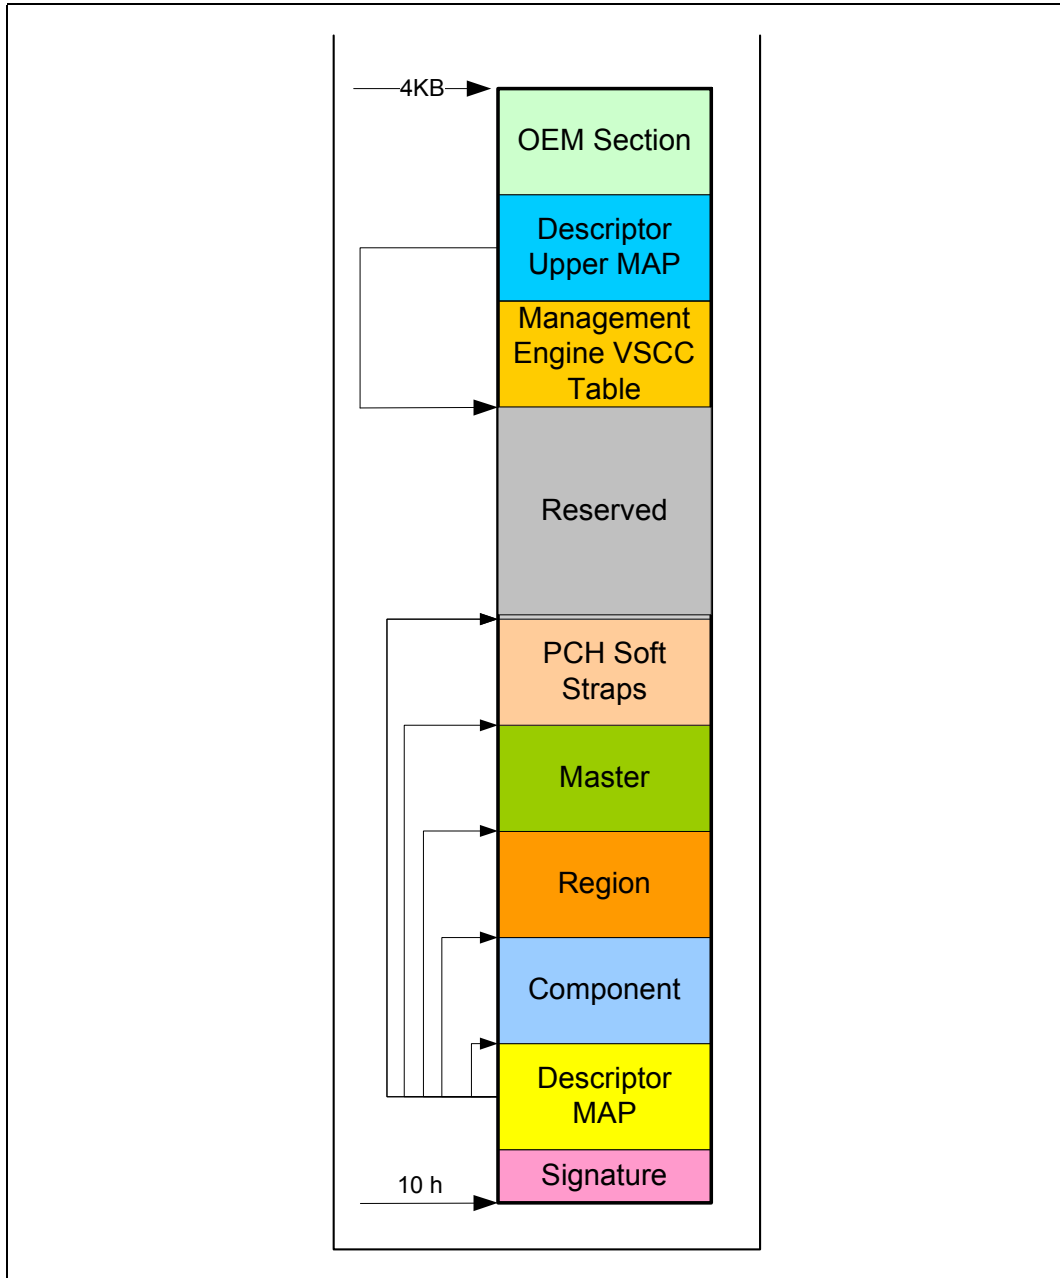 4KB
OEM Section
Descriptor
Upper MAP
Management
Engine VSCC
Table
Reserved
PCH Soft
Straps
Master
Region
Component
Descriptor
MAP
10 h
Signature